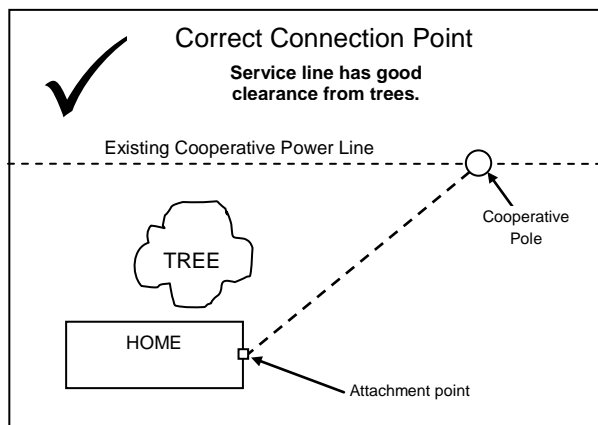 Correct Connection Point
Service line has good
clearance from trees.
Existing Cooperative Power Line
Cooperative
Pole
TREE
HOME
Attachment point